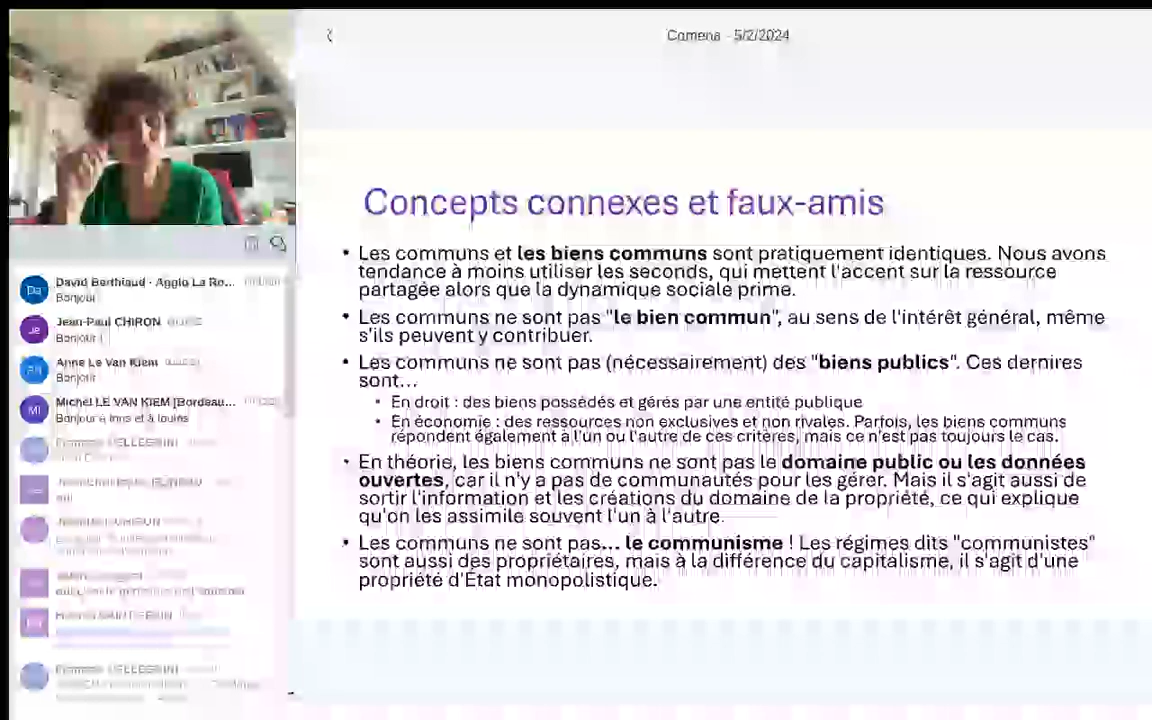 Comena - 5/2/2024
Concepts connexes et faux-amis
• Les communs et les biens communs sont pratiquement identiques. Nous avons
tendance à moins utiliser les seconds, qui mettent l'accent sur la ressource
partagée alors que la dynamique sociale prime.
• Les communs ne sont pas "le bien commun", au sens de l'intérêt général, même
s'ils peuvent y contribuer.
• Les communs ne sont pas (nécessairement) des "biens publics". Ces dernires
sont...
• En droit : des biens possédés et gérés par une entité publique
• En économie : des ressources non exclusives et non rivales. Parfois, les biens communs
répondent également à l'un ou l'autre de ces critères, mais ce n'est pas toujours le cas.
• En théorie, les biens communs ne sont pas le domaine public ou les données
ouvertes, car il n'y a pas de communautés pour les gérer. Mais il s'agit aussi de
sortir l'information et les créations du domaine de la propriété, ce qui explique
qu'on les assimile souvent l'un à l'autre.
• Les communs ne sont pas... le communisme ! Les régimes dits "communistes"
sont aussi des propriétaires, mais à la différence du capitalisme, il s'agit d'une
propriété d'État monopolistique.
Da
David Berthiaud - Agglo La Ro...
Bonjour
Je
Jean-Paul CHIRON
Bonjour !
Anne Le Van Kiem
Bonjour
MI
Michel LE VAN KIEM [Bordeau...
Bonjour à tous et à toutes